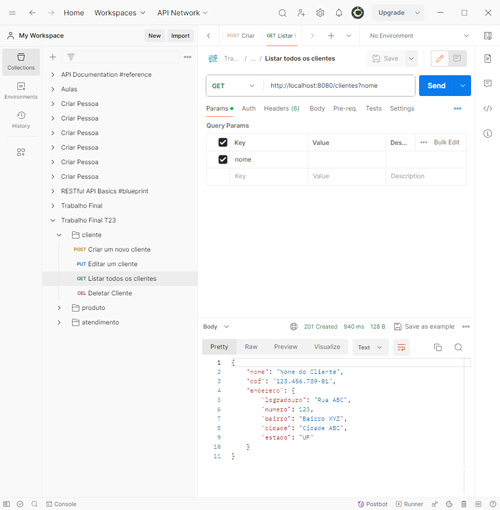 Home Workspaces API Network Upgrade
My Workspace New Import POST Criar GET Listar No Environment
Collections
Environments
History
API Documentation #reference
Aulas
Criar Pessoa
Criar Pessoa
Criar Pessoa
Criar Pessoa
Criar Pessoa
Criar Pessoa
RESTful API Basics #blueprint
Trabalho Final
Trabalho Final T23
cliente
POST Criar um novo cliente
PUT Editar um cliente
GET Listar todos os clientes
DEL Deletar Cliente
produto
atendimento
Tra... / ... / Listar todos os clientes Save
GET http://localhost:8080/clientes?nome Send
Params Auth Headers (6) Body Pre-req. Tests Settings
Query Params
Key Value Des... Bulk Edit
nome
Key Value Description
Body 201 Created 940 ms 128 B Save as example
Pretty Raw Preview Visualize Text
1 {
2 "nome": "Nome do Cliente",
3 "cpf": "123.456.789-01",
4 "endereco": {
5 "logradouro": "Rua ABC",
6 "numero": 123,
7 "bairro": "Bairro XYZ",
8 "cidade": "Cidade ABC",
9 "estado": "UF"
10 }
11 }
Console Postbot Runner